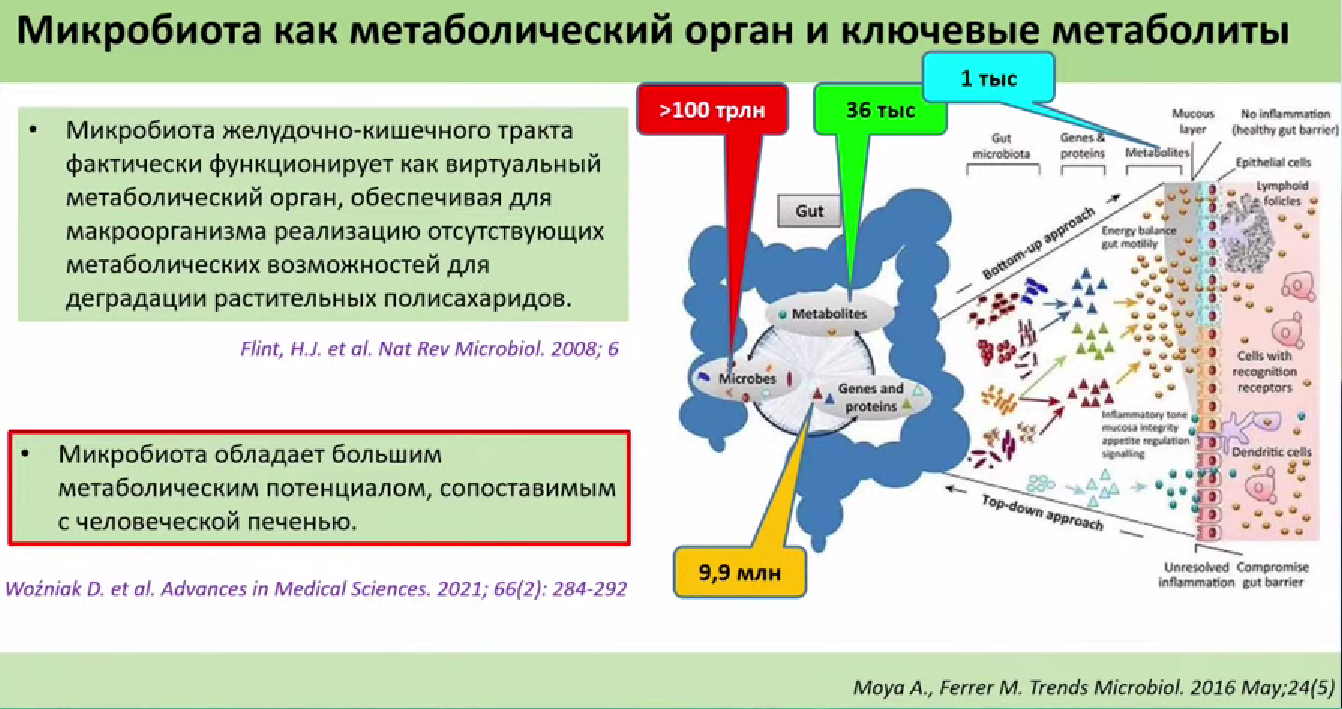 Микробиота как метаболический орган и ключевые метаболиты
• Микробиота желудочно-кишечного тракта
фактически функционирует как виртуальный
метаболический орган, обеспечивая для
макроорганизма реализацию отсутствующих
метаболических возможностей для
деградации растительных полисахаридов.
Flint, H.J. et al. Nat Rev Microbiol. 2008; 6
• Микробиота обладает большим
метаболическим потенциалом, сопоставимым
с человеческой печенью.
Woźniak D. et al. Advances in Medical Sciences. 2021; 66(2): 284-292
>100 трлн
36 тыс
1 тыс
9,9 млн
Gut
Metabolites
Microbes
Genes and
proteins
Gut
microbiota
Genes &
proteins
Metabolites
Mucous
layer
No inflammation
(healthy gut barrier)
Epithelial cells
Lymphoid
folicles
Bottom-up approach
Energy balance
gut motility
Cells with
recognition
receptors
Inflammatory tone
mucosa integrity
appetite regulation
signalling
Dendritic cells
Top-down approach
Unresolved
inflammation
Compromise
gut barrier
Moya A., Ferrer M. Trends Microbiol. 2016 May;24(5)